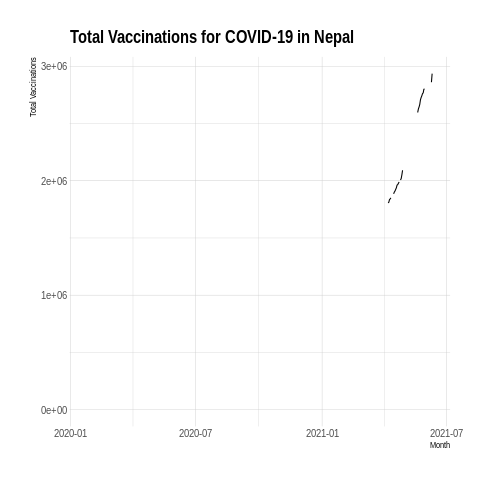 Total Vaccinations for COVID-19 in Nepal
Total Vaccinations
3e+06
2e+06
1e+06
0e+00
2020-01 2020-07 2021-01 2021-07
Month